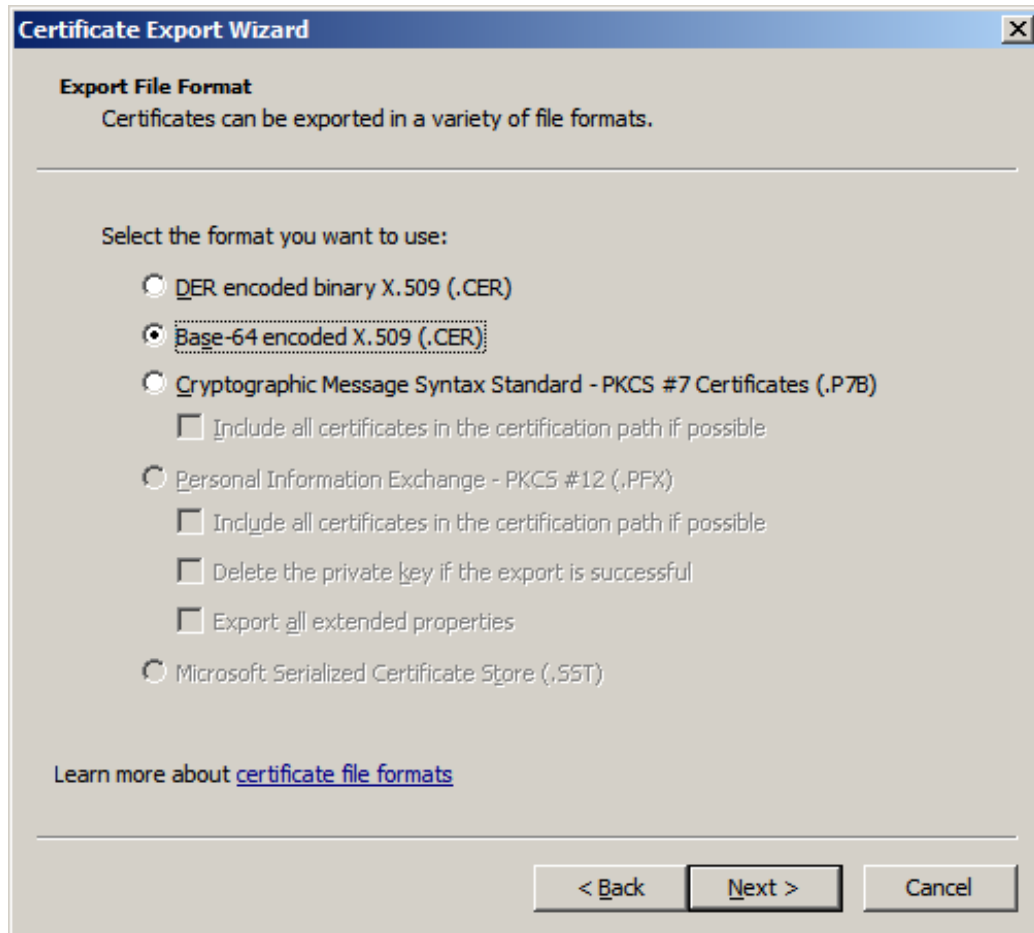 Certificate Export Wizard
Export File Format
Certificates can be exported in a variety of file formats.
Select the format you want to use:
DER encoded binary X.509 (.CER)
Base-64 encoded X.509 (.CER)
Cryptographic Message Syntax Standard - PKCS #7 Certificates (.P7B)
Include all certificates in the certification path if possible
Personal Information Exchange - PKCS #12 (.PFX)
Include all certificates in the certification path if possible
Delete the private key if the export is successful
Export all extended properties
Microsoft Serialized Certificate Store (.SST)
Learn more about certificate file formats
< Back Next > Cancel